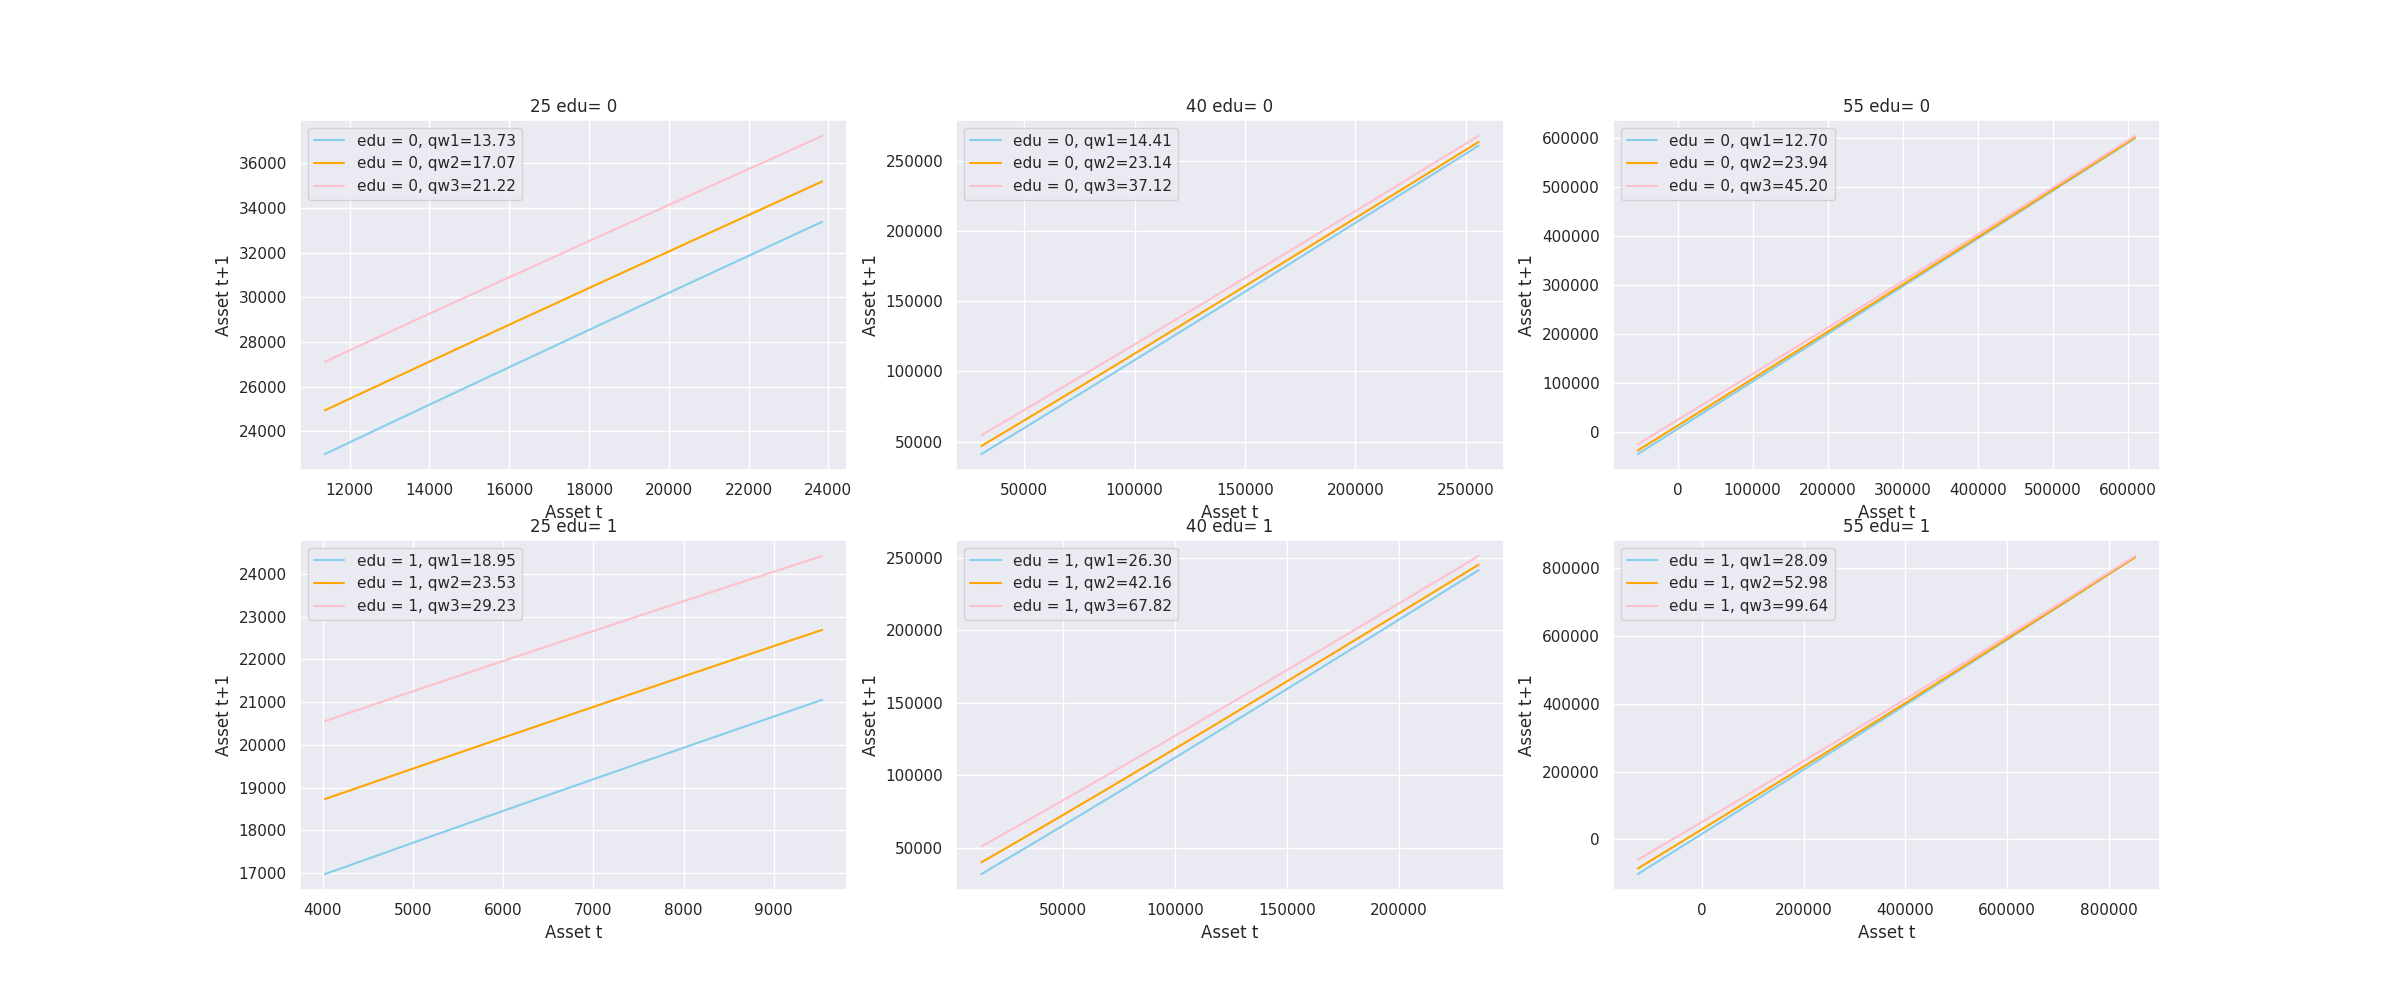 25 edu= 0
edu = 0, qw1=13.73
edu = 0, qw2=17.07
edu = 0, qw3=21.22
36000
34000
32000
30000
28000
26000
24000
Asset t+1
12000 14000 16000 18000 20000 22000 24000
Asset t
40 edu= 0
edu = 0, qw1=14.41
edu = 0, qw2=23.14
edu = 0, qw3=37.12
250000
200000
150000
100000
50000
Asset t+1
50000 100000 150000 200000 250000
Asset t
55 edu= 0
edu = 0, qw1=12.70
edu = 0, qw2=23.94
edu = 0, qw3=45.20
600000
500000
400000
300000
200000
100000
0
Asset t+1
0 100000 200000 300000 400000 500000 600000
Asset t
25 edu= 1
edu = 1, qw1=18.95
edu = 1, qw2=23.53
edu = 1, qw3=29.23
24000
23000
22000
21000
20000
19000
18000
17000
Asset t+1
4000 5000 6000 7000 8000 9000
Asset t
40 edu= 1
edu = 1, qw1=26.30
edu = 1, qw2=42.16
edu = 1, qw3=67.82
250000
200000
150000
100000
50000
Asset t+1
50000 100000 150000 200000
Asset t
55 edu= 1
edu = 1, qw1=28.09
edu = 1, qw2=52.98
edu = 1, qw3=99.64
800000
600000
400000
200000
0
Asset t+1
0 200000 400000 600000 800000
Asset t